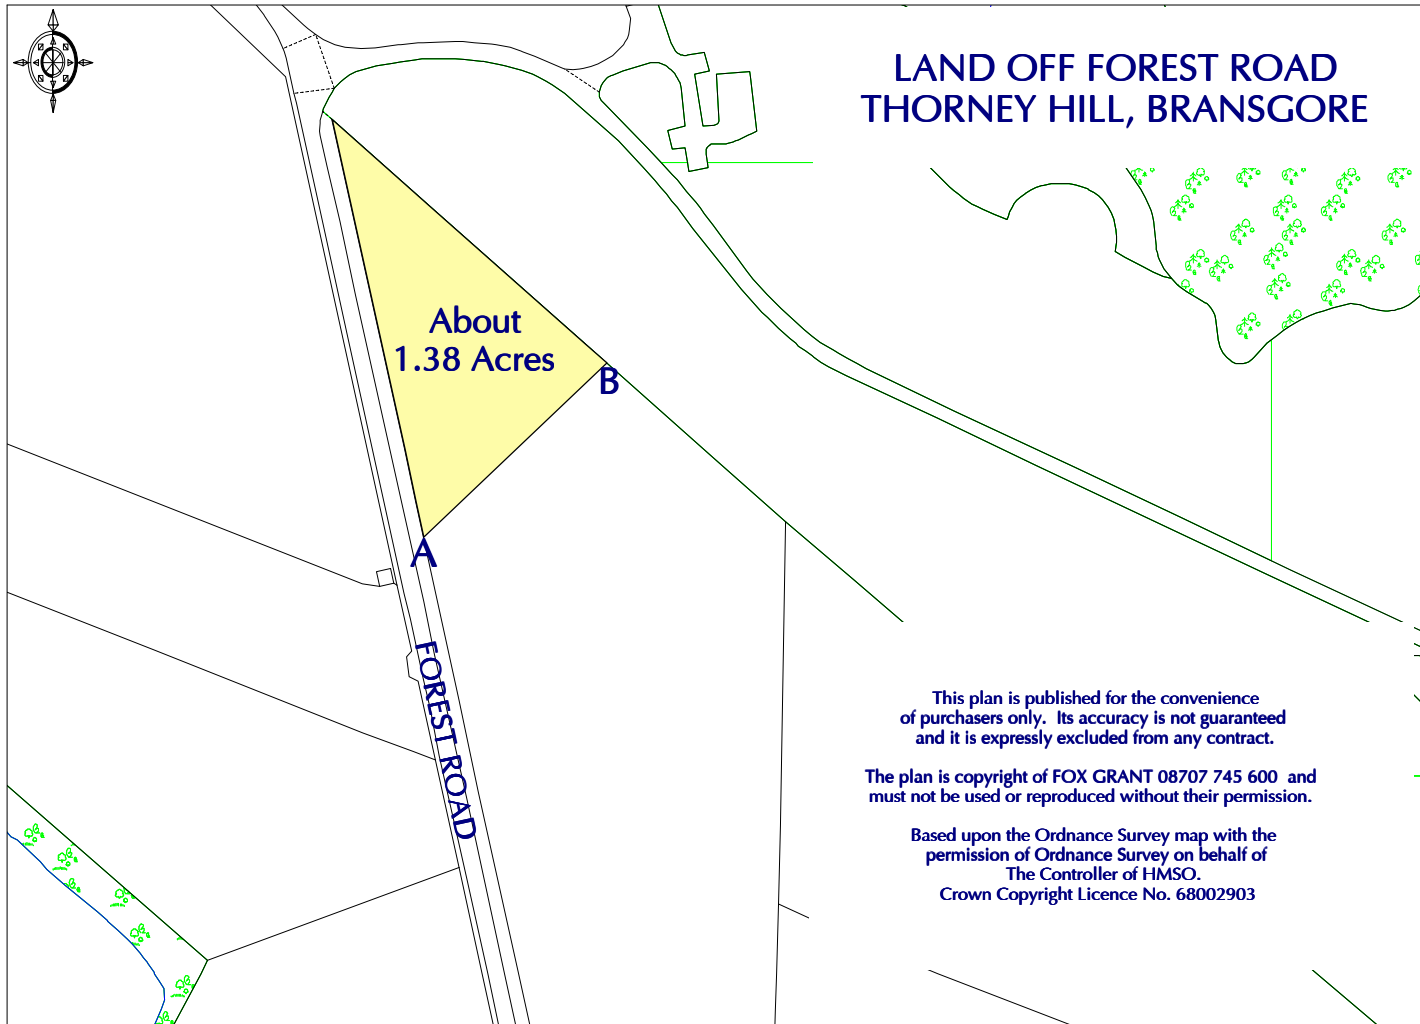 LAND OFF FOREST ROAD
THORNEY HILL, BRANSGORE
About
1.38 Acres
B
A
FOREST ROAD
This plan is published for the convenience
of purchasers only. Its accuracy is not guaranteed
and it is expressly excluded from any contract.
The plan is copyright of FOX GRANT 08707 745 600 and
must not be used or reproduced without their permission.
Based upon the Ordnance Survey map with the
permission of Ordnance Survey on behalf of
The Controller of HMSO.
Crown Copyright Licence No. 68002903